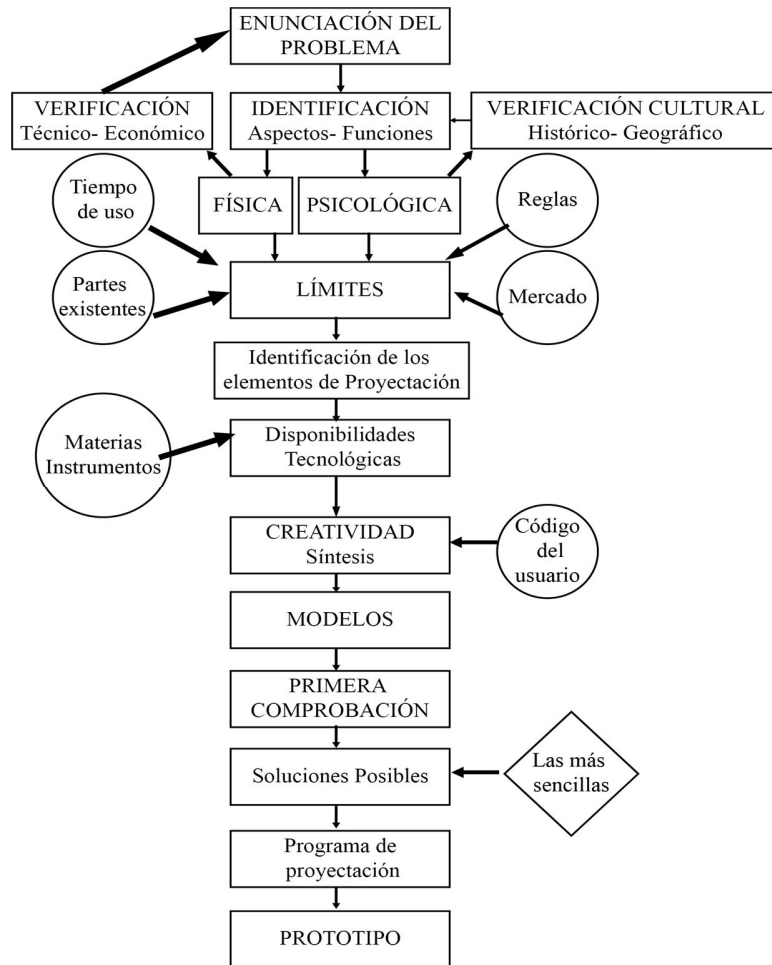 ENUNCIACIÓN DEL
PROBLEMA
VERIFICACIÓN
Técnico- Económico
IDENTIFICACIÓN
Aspectos- Funciones
VERIFICACIÓN CULTURAL
Histórico- Geográfico
Tiempo
de uso
FÍSICA
PSICOLÓGICA
Reglas
Partes
existentes
LÍMITES
Mercado
Identificación de los
elementos de Proyectación
Materias
Instrumentos
Disponibilidades
Tecnológicas
CREATIVIDAD
Síntesis
Código
del
usuario
MODELOS
PRIMERA
COMPROBACIÓN
Soluciones Posibles
Las más
sencillas
Programa de
proyectación
PROTOTIPO